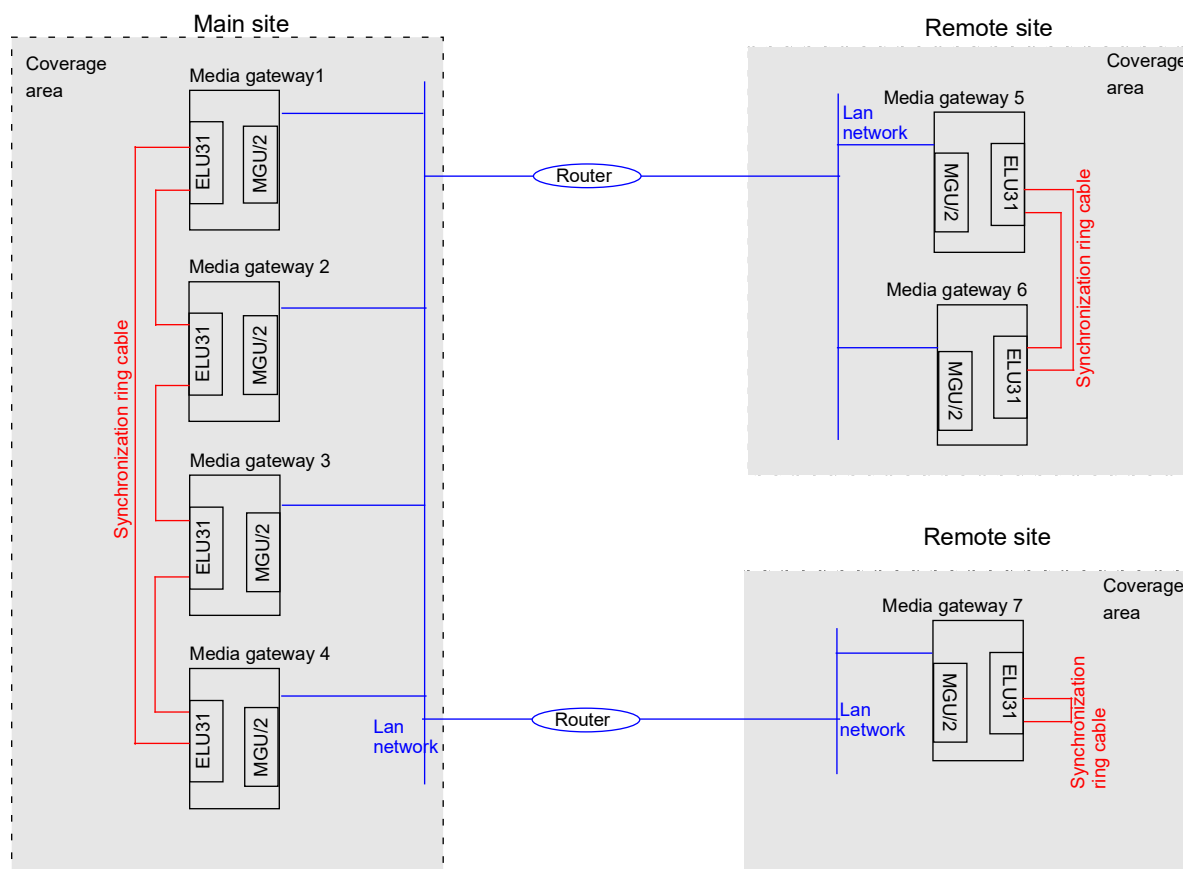 Main site
Coverage
area
Media gateway1
ELU31
MGU/2
Media gateway 2
ELU31
MGU/2
Synchronization ring cable
Media gateway 3
ELU31
MGU/2
Media gateway 4
ELU31
MGU/2
Lan
network
Router
Router
Remote site
Coverage
area
Media gateway 5
Lan
network
MGU/2
ELU31
Synchronization ring cable
Media gateway 6
MGU/2
ELU31
Remote site
Coverage
area
Media gateway 7
MGU/2
ELU31
Lan
network
Synchronization
ring cable